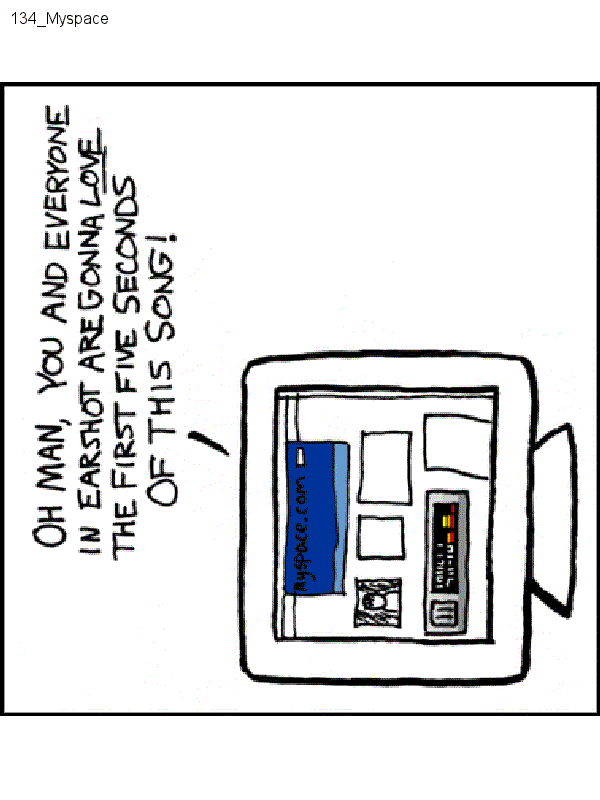 134_Myspace
OH MAN, YOU AND EVERYONE
IN EARSHOT ARE GONNA LOVE
THE FIRST FIVE SECONDS
OF THIS SONG!
myspace.com